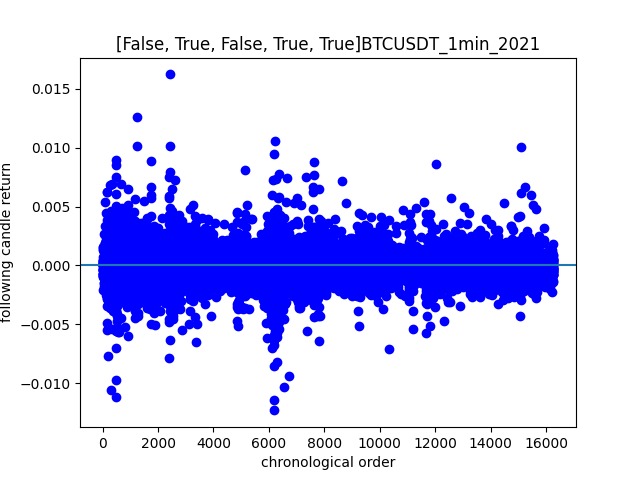 [False, True, False, True, True]BTCUSDT_1min_2021
following candle return
0.015
0.010
0.005
0.000
−0.005
−0.010
0 2000 4000 6000 8000 10000 12000 14000 16000
chronological order